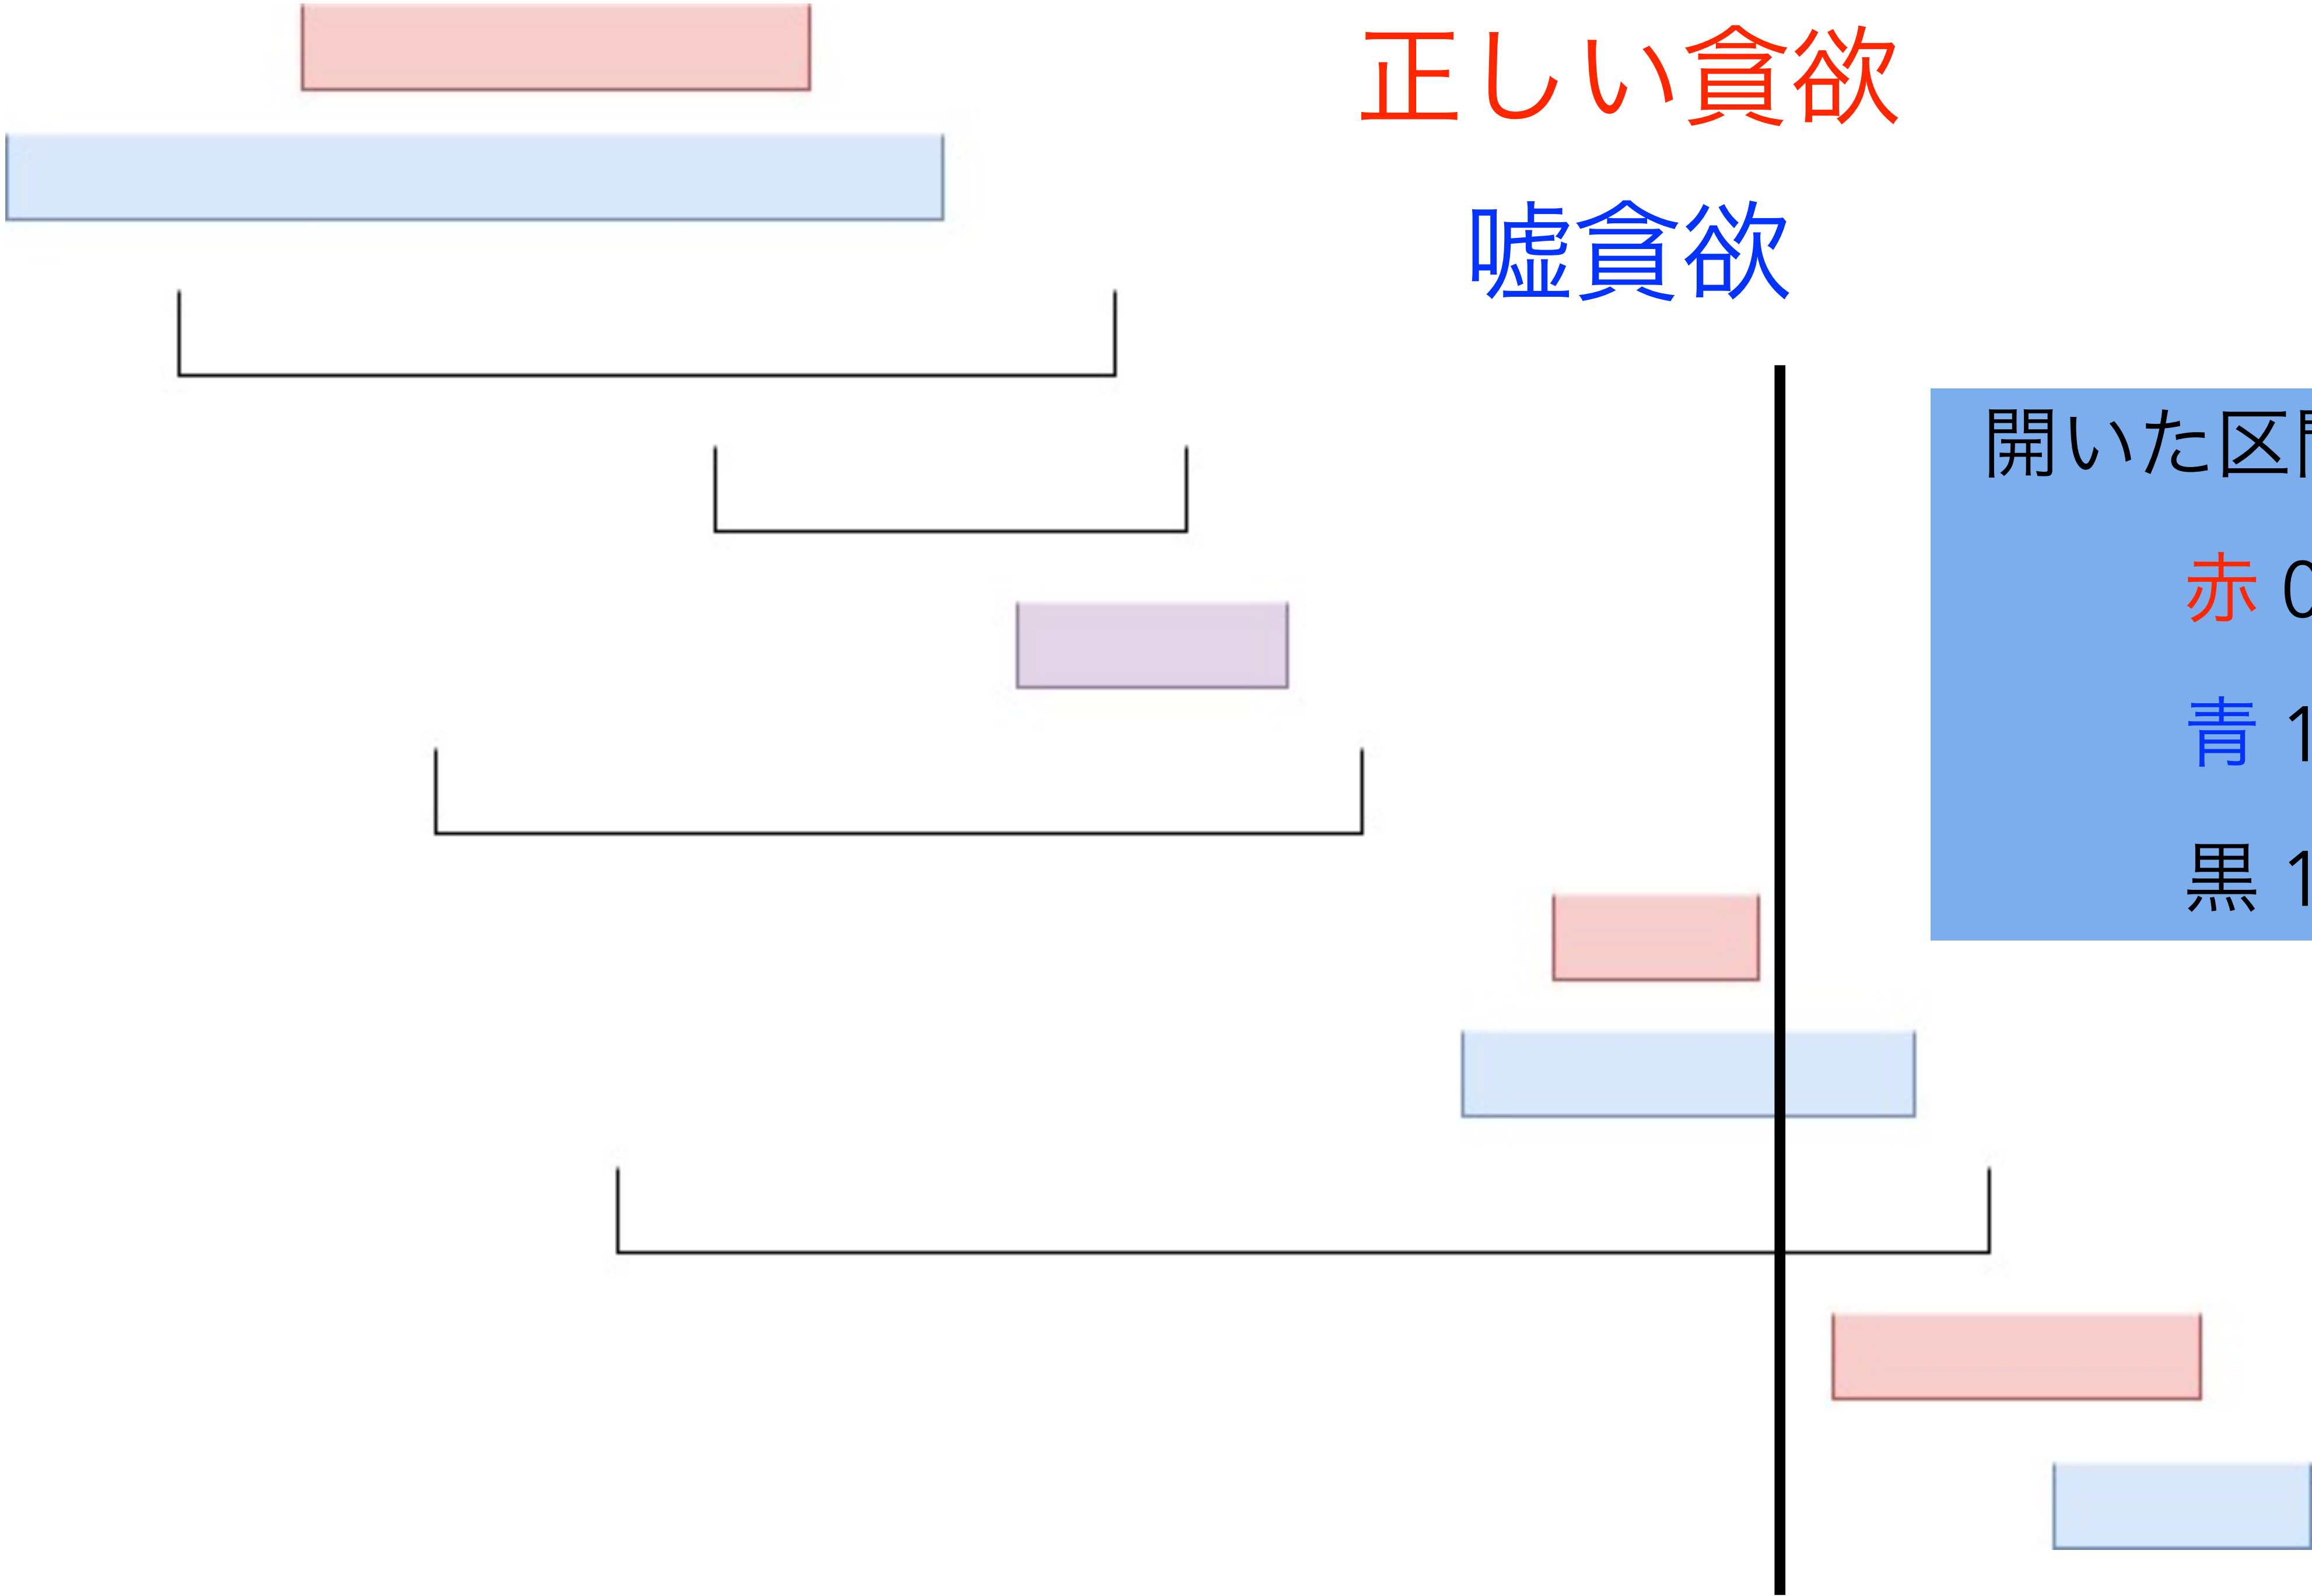 正しい貪欲
嘘貪欲
開いた区
赤 0
青 1
黒 1